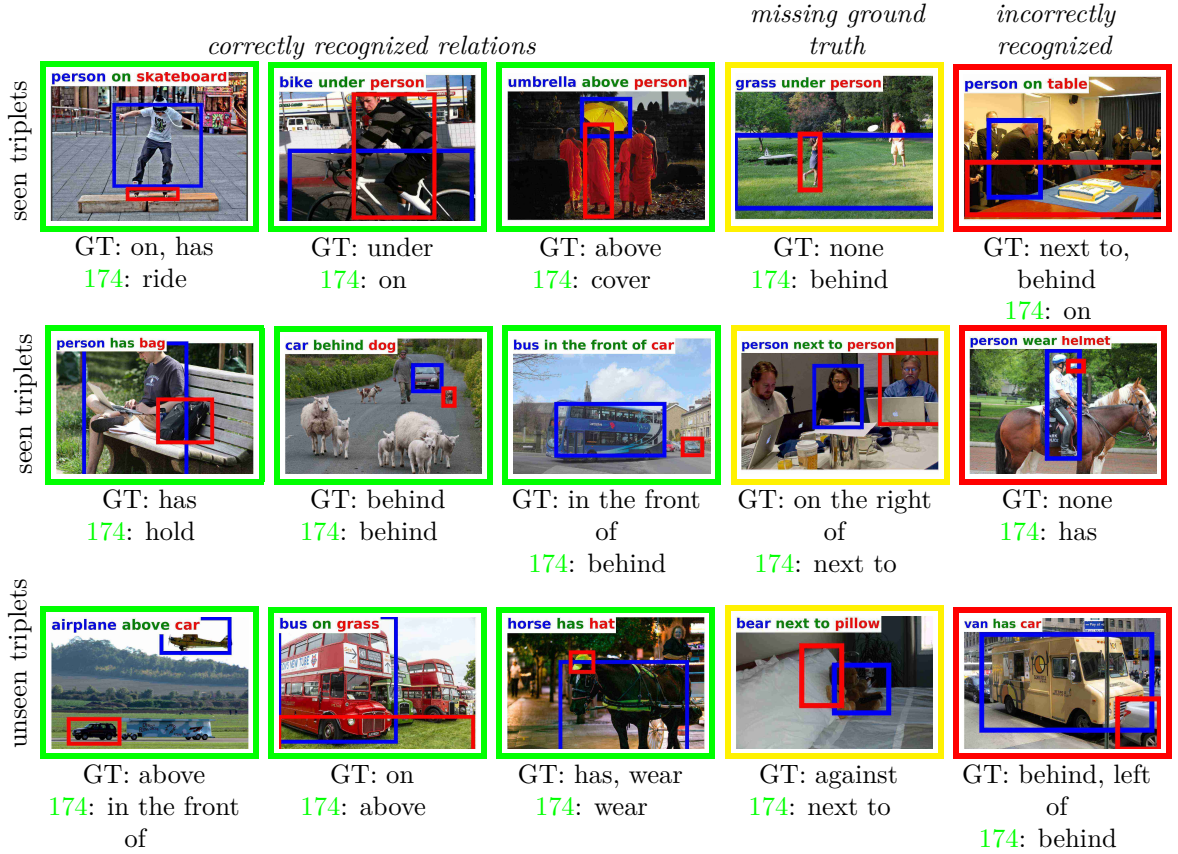 missing ground
truth
incorrectly
recognized
correctly recognized relations
seen triplets
person on skateboard
bike under person
umbrella above person
grass under person
person on table
GT: on, has
174: ride
GT: under
174: on
GT: above
174: cover
GT: none
174: behind
GT: next to,
behind
174: on
seen triplets
person has bag
car behind dog
bus in the front of car
person next to person
person wear helmet
GT: has
174: hold
GT: behind
174: behind
GT: in the front
of
174: behind
GT: on the right
of
174: next to
GT: none
174: has
unseen triplets
airplane above car
bus on grass
horse has hat
bear next to pillow
van has car
GT: above
174: in the front
of
GT: on
174: above
GT: has, wear
174: wear
GT: against
174: next to
GT: behind, left
of
174: behind